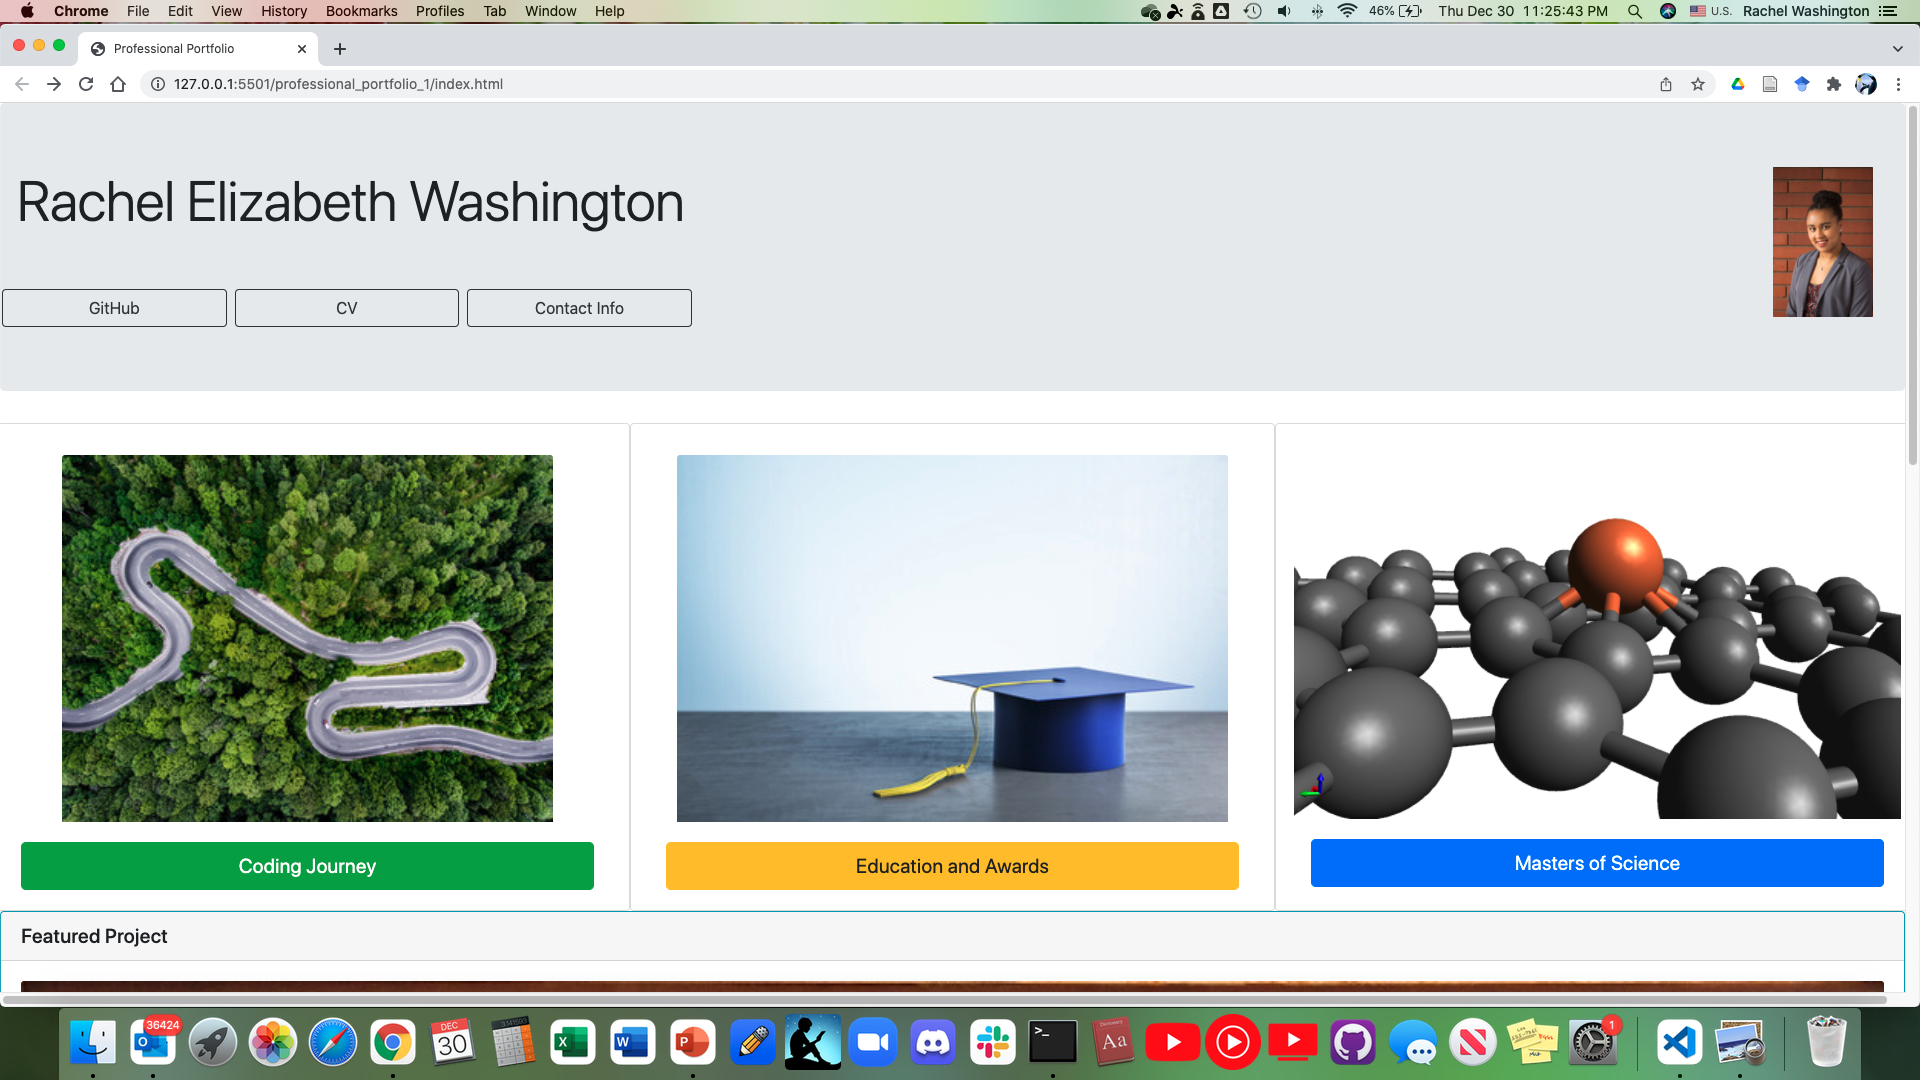 Chrome File Edit View History Bookmarks Profiles Tab Window Help 46% Thu Dec 30 11:25:43 PM U.S. Rachel Washington
Professional Portfolio
127.0.0.1:5501/professional_portfolio_1/index.html
Rachel Elizabeth Washington
GitHub CV Contact Info
Coding Journey Education and Awards Masters of Science
Featured Project
36424
DEC
30
Aa
1